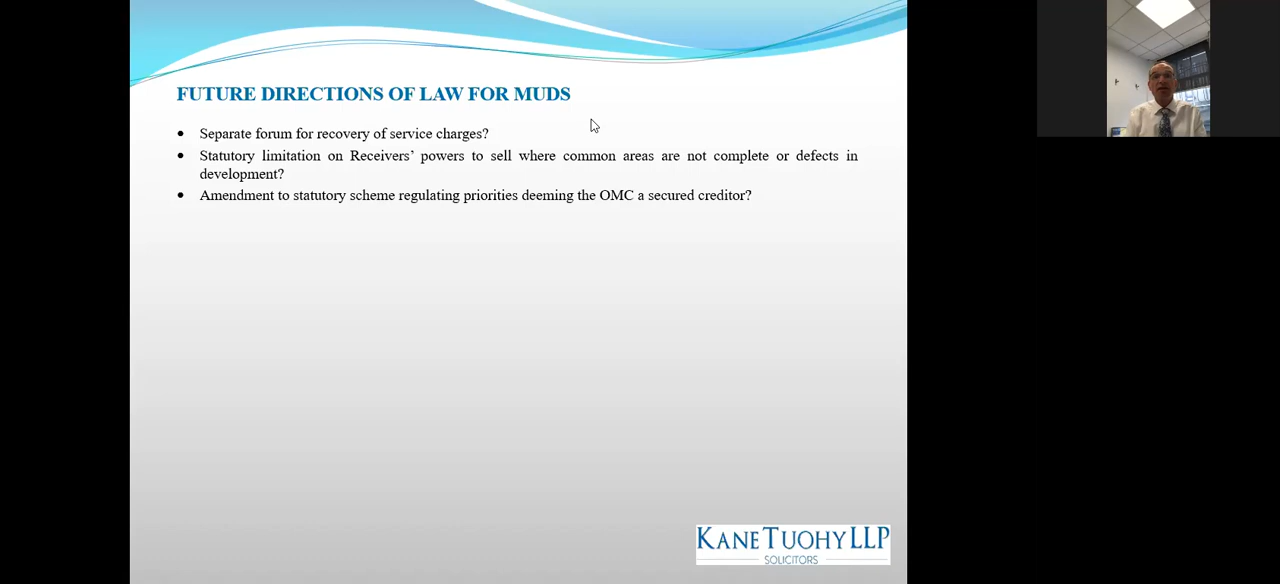 FUTURE DIRECTIONS OF LAW FOR MUDS
• Separate forum for recovery of service charges?
• Statutory limitation on Receivers’ powers to sell where common areas are not complete or defects in
development?
• Amendment to statutory scheme regulating priorities deeming the OMC a secured creditor?
KANE TUOHY LLP
SOLICITORS